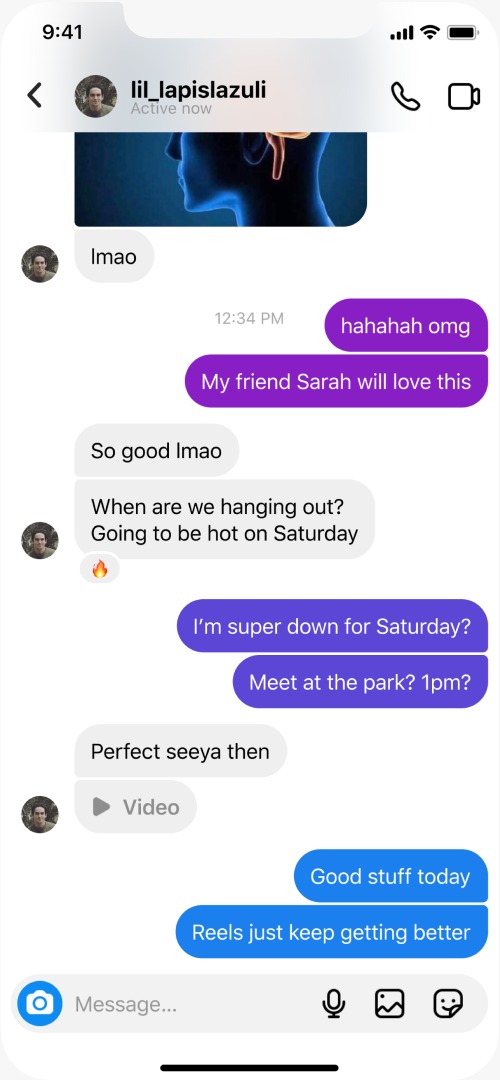 9:41
lil_lapislazuli
Active now
lmao
12:34 PM
hahahah omg
My friend Sarah will love this
So good lmao
When are we hanging out?
Going to be hot on Saturday
🔥
I’m super down for Saturday?
Meet at the park? 1pm?
Perfect seeya then
Video
Good stuff today
Reels just keep getting better
Message...